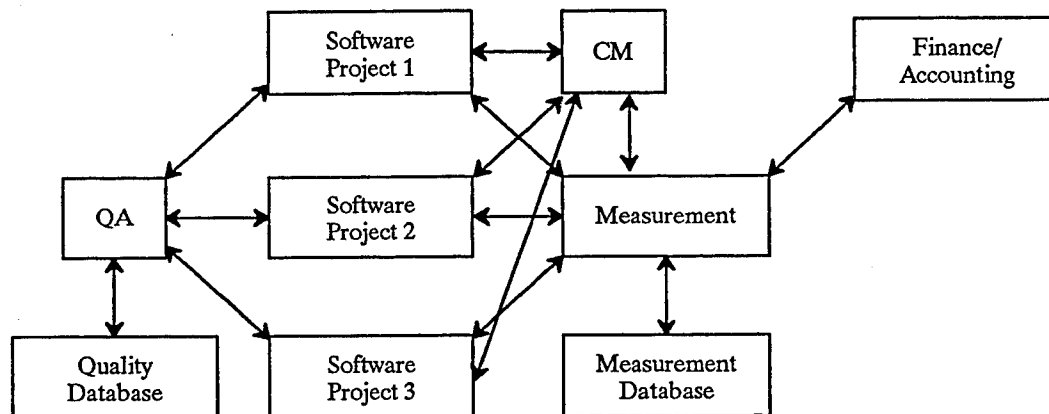 Software
Project 1
CM
Finance/
Accounting
QA
Software
Project 2
Measurement
Quality
Database
Software
Project 3
Measurement
Database